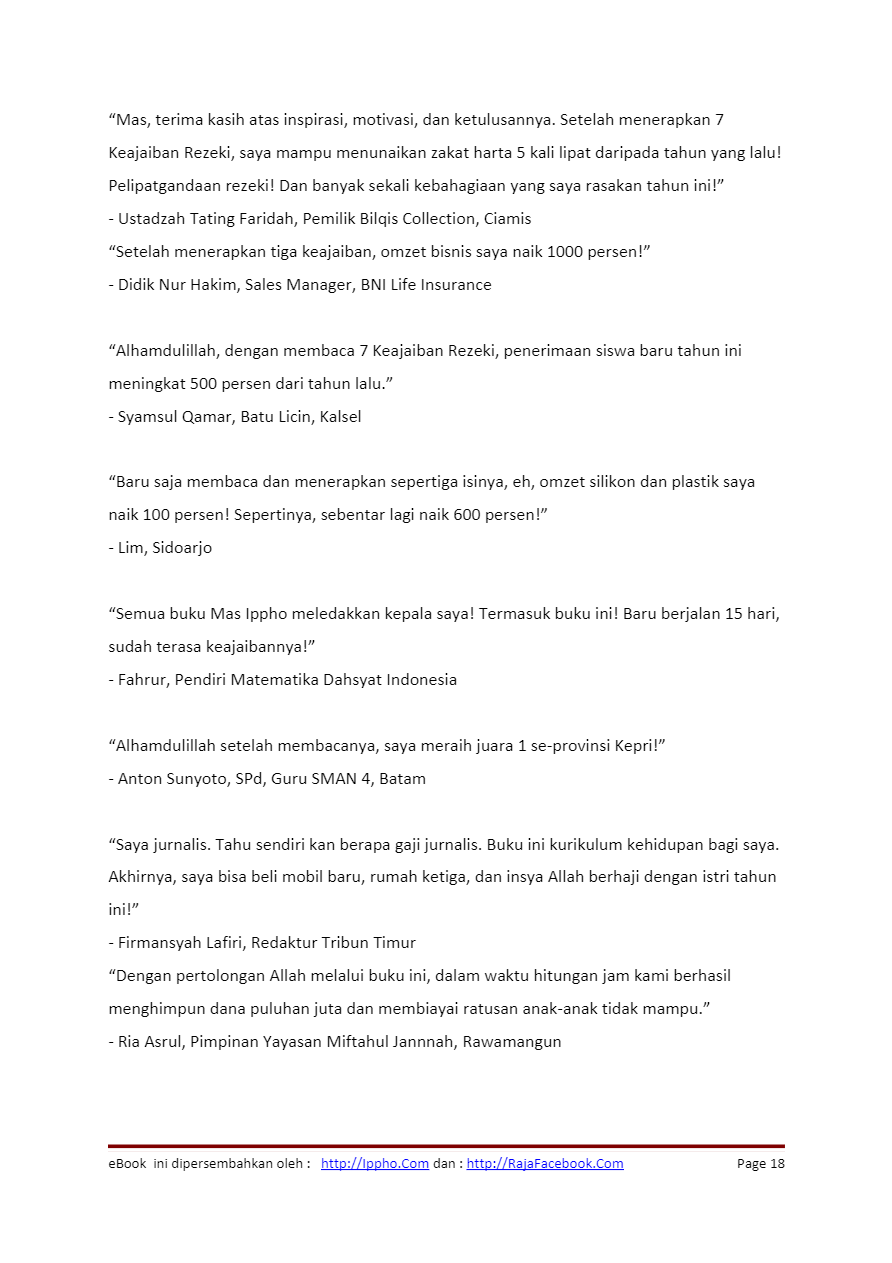 “Mas, terima kasih atas inspirasi, motivasi, dan ketulusannya. Setelah menerapkan 7
Keajaiban Rezeki, saya mampu menunaikan zakat harta 5 kali lipat daripada tahun yang lalu!
Pelipatgandaan rezeki! Dan banyak sekali kebahagiaan yang saya rasakan tahun ini!”
- Ustadzah Tating Faridah, Pemilik Bilqis Collection, Ciamis
“Setelah menerapkan tiga keajaiban, omzet bisnis saya naik 1000 persen!”
- Didik Nur Hakim, Sales Manager, BNI Life Insurance
“Alhamdulillah, dengan membaca 7 Keajaiban Rezeki, penerimaan siswa baru tahun ini
meningkat 500 persen dari tahun lalu.”
- Syamsul Qamar, Batu Licin, Kalsel
“Baru saja membaca dan menerapkan sepertiga isinya, eh, omzet silikon dan plastik saya
naik 100 persen! Sepertinya, sebentar lagi naik 600 persen!”
- Lim, Sidoarjo
“Semua buku Mas Ippho meledakkan kepala saya! Termasuk buku ini! Baru berjalan 15 hari,
sudah terasa keajaibannya!”
- Fahrur, Pendiri Matematika Dahsyat Indonesia
“Alhamdulillah setelah membacanya, saya meraih juara 1 se-provinsi Kepri!”
- Anton Sunyoto, SPd, Guru SMAN 4, Batam
“Saya jurnalis. Tahu sendiri kan berapa gaji jurnalis. Buku ini kurikulum kehidupan bagi saya.
Akhirnya, saya bisa beli mobil baru, rumah ketiga, dan insya Allah berhaji dengan istri tahun
ini!”
- Firmansyah Lafiri, Redaktur Tribun Timur
“Dengan pertolongan Allah melalui buku ini, dalam waktu hitungan jam kami berhasil
menghimpun dana puluhan juta dan membiayai ratusan anak-anak tidak mampu.”
- Ria Asrul, Pimpinan Yayasan Miftahul Jannnah, Rawamangun
eBook  ini dipersembahkan oleh :   http://Ippho.Com dan : http://RajaFacebook.Com Page 18